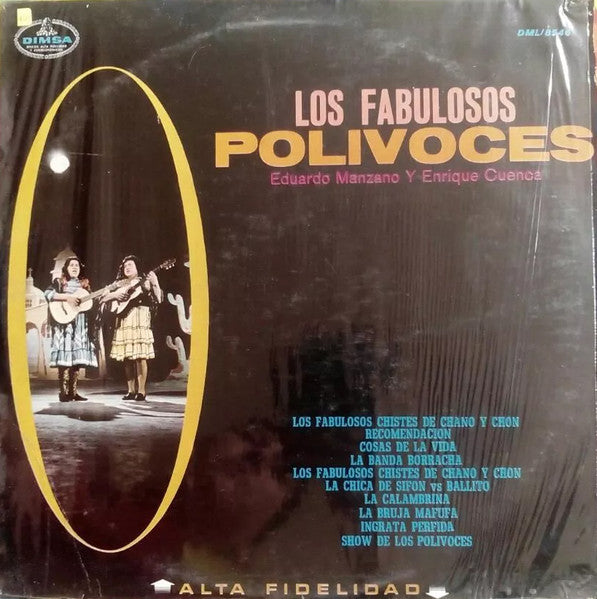 DIMSA
DML/8546
LOS FABULOSOS
POLIVOCES
Eduardo Manzano Y Enrique Cuenca
LOS FABULOSOS CHISTES DE CHANO Y CHON
RECOMENDACION
COSAS DE LA VIDA
LA BANDA BORRACHA
LOS FABULOSOS CHISTES DE CHANO Y CHON
LA CHICA DE SIFON vs BALLITO
LA CALAMBRINA
LA BRUJA MAFUFA
INGRATA PERFIDA
SHOW DE LOS POLIVOCES
ALTA FIDELIDAD